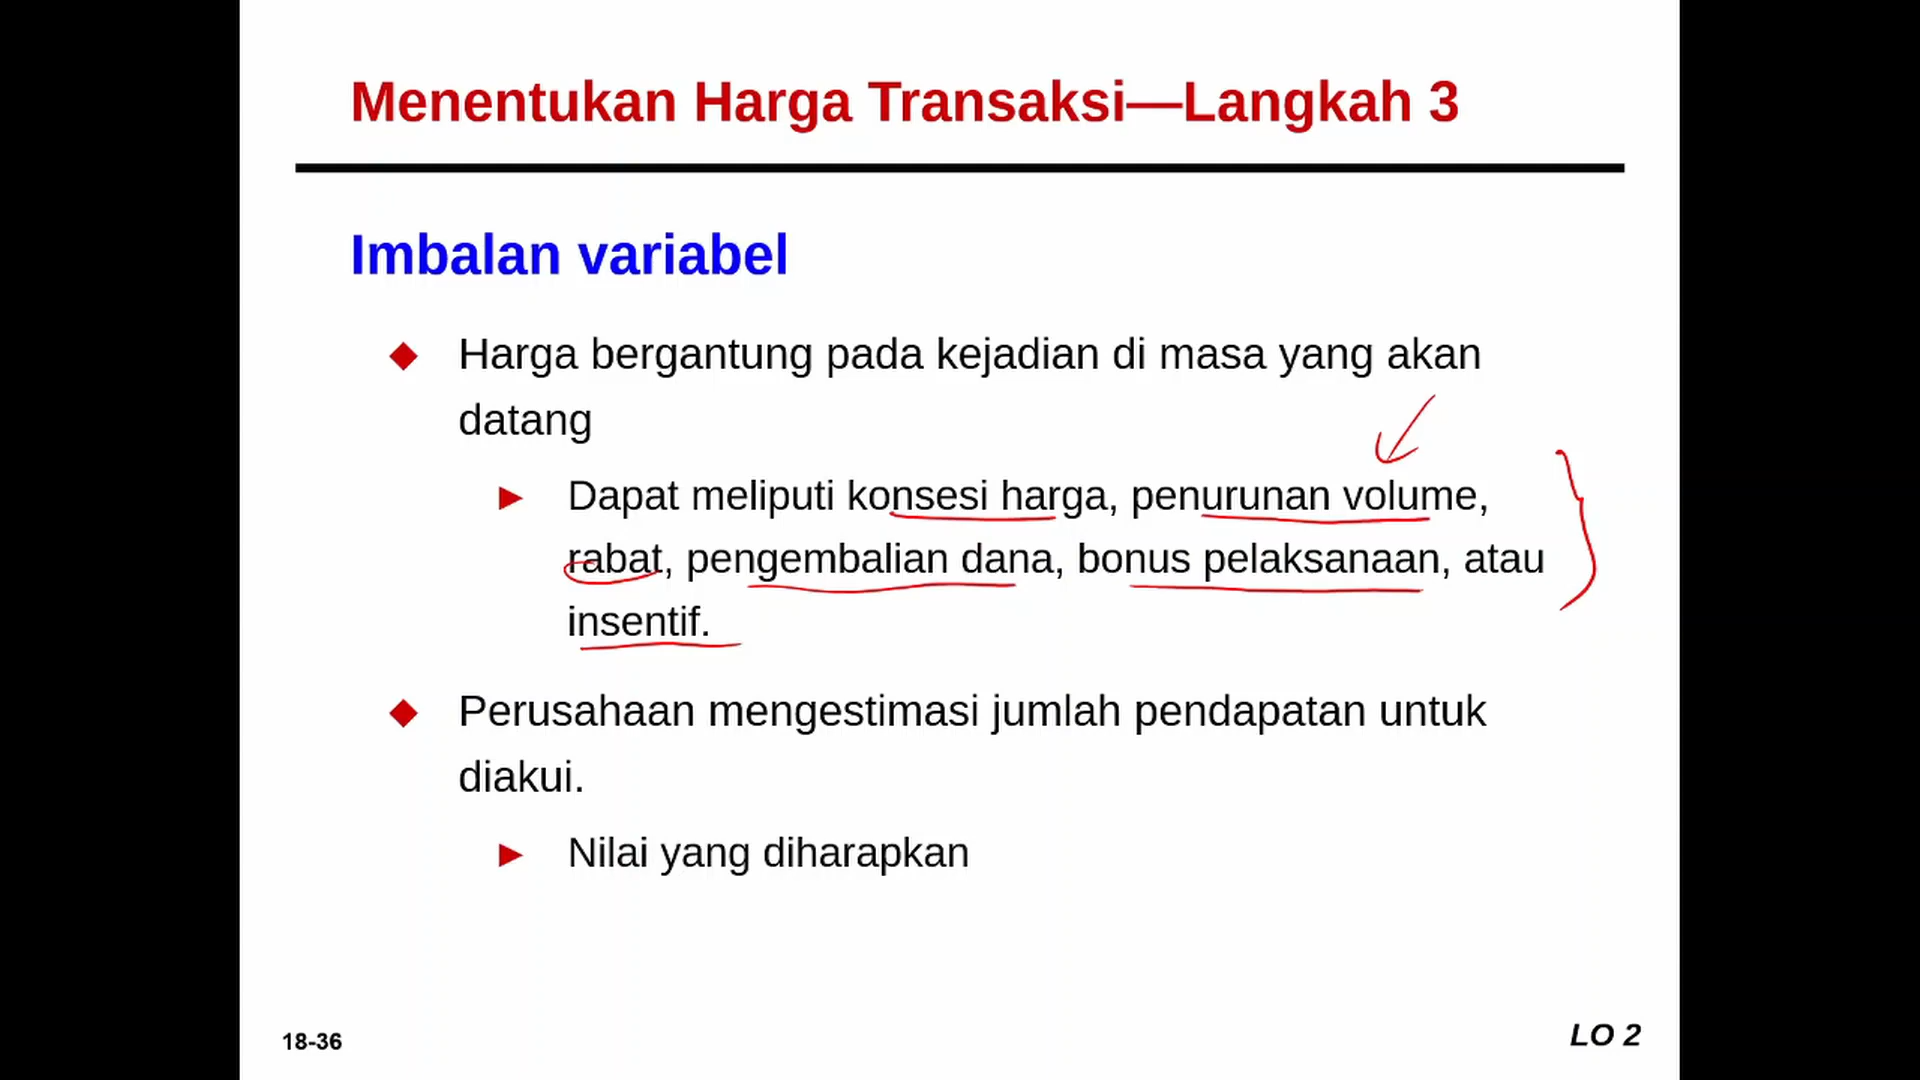 Menentukan Harga Transaksi—Langkah 3
Imbalan variabel
Harga bergantung pada kejadian di masa yang akan
datang
Dapat meliputi konsesi harga, penurunan volume,
rabat, pengembalian dana, bonus pelaksanaan, atau
insentif.
Perusahaan mengestimasi jumlah pendapatan untuk
diakui.
Nilai yang diharapkan
18-36
LO 2